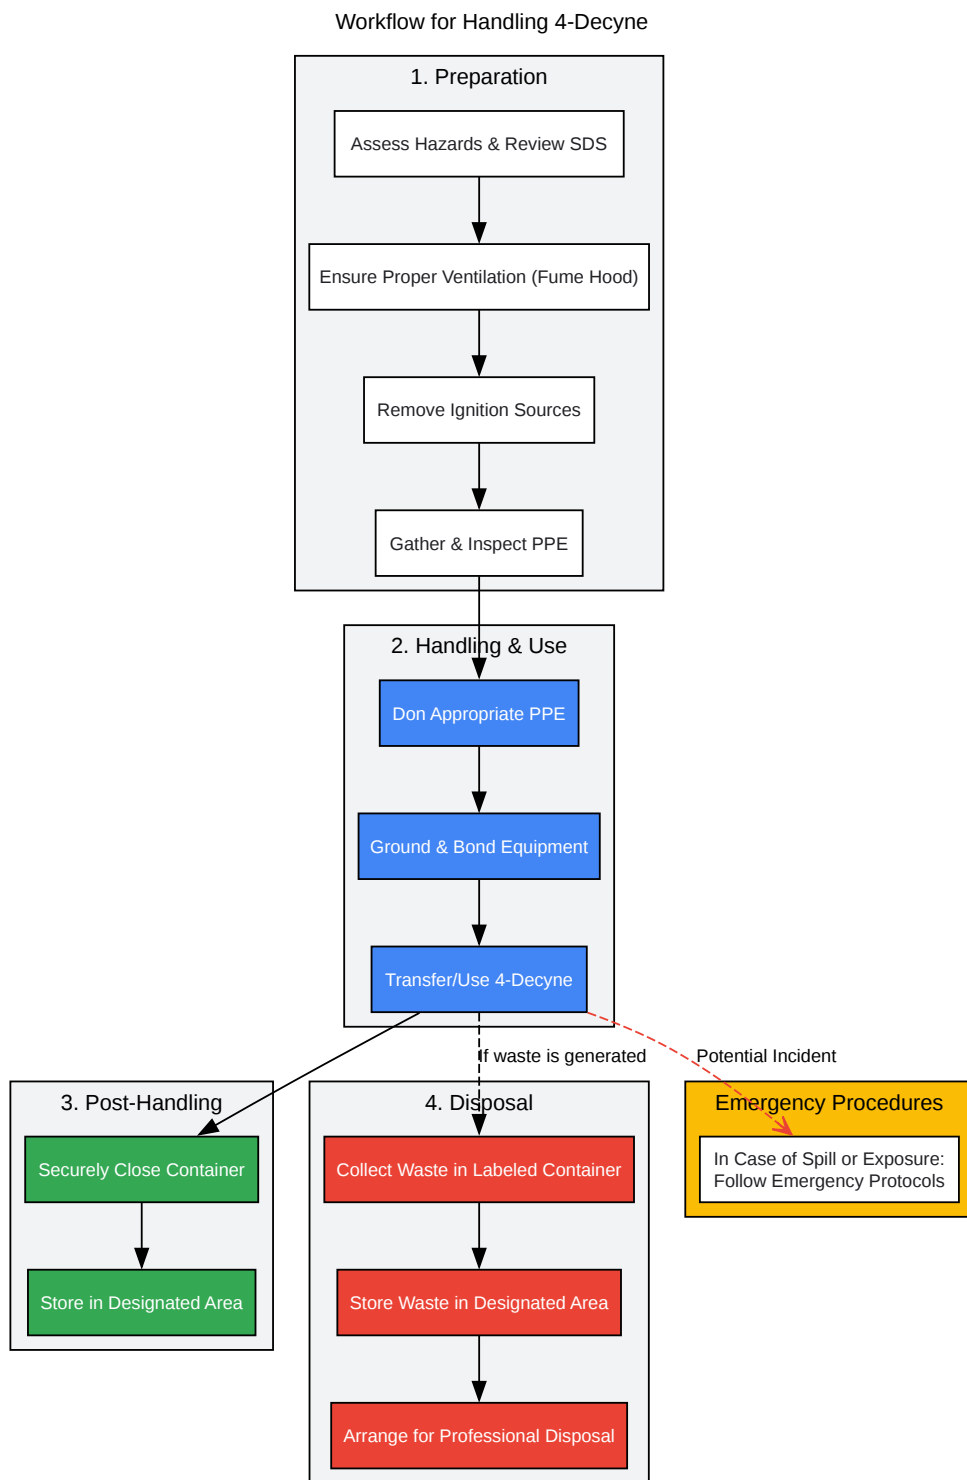 Workflow for Handling 4-Decyne
1. Preparation
Assess Hazards & Review SDS
Ensure Proper Ventilation (Fume Hood)
Remove Ignition Sources
Gather & Inspect PPE
2. Handling & Use
Don Appropriate PPE
Ground & Bond Equipment
Transfer/Use 4-Decyne
If waste is generated
Potential Incident
3. Post-Handling
Securely Close Container
Store in Designated Area
4. Disposal
Collect Waste in Labeled Container
Store Waste in Designated Area
Arrange for Professional Disposal
Emergency Procedures
In Case of Spill or Exposure:
Follow Emergency Protocols